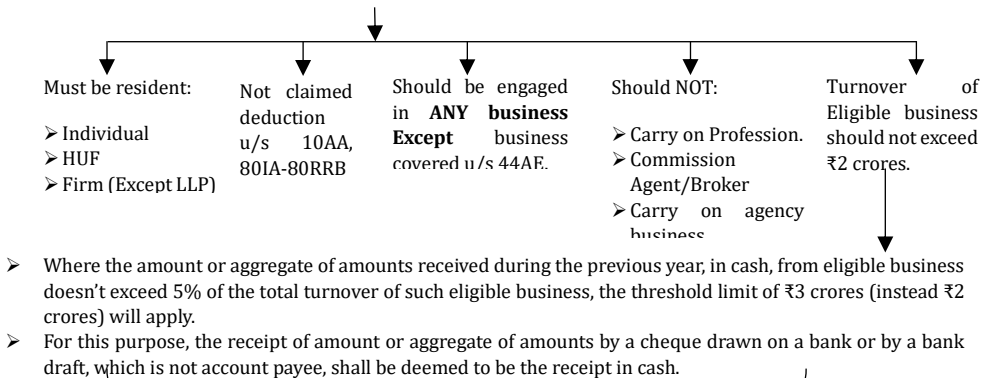 Must be resident:
➢ Individual
➢ HUF
➢ Firm (Except LLP)
Not claimed
deduction
u/s 10AA,
80IA-80RRB
Should be engaged
in ANY business
Except business
covered u/s 44AE.
Should NOT:
➢ Carry on Profession.
➢ Commission
Agent/Broker
➢ Carry on agency
business
Turnover of
Eligible business
should not exceed
₹2 crores.
➢ Where the amount or aggregate of amounts received during the previous year, in cash, from eligible business
doesn’t exceed 5% of the total turnover of such eligible business, the threshold limit of ₹3 crores (instead ₹2
crores) will apply.
➢ For this purpose, the receipt of amount or aggregate of amounts by a cheque drawn on a bank or by a bank
draft, which is not account payee, shall be deemed to be the receipt in cash.